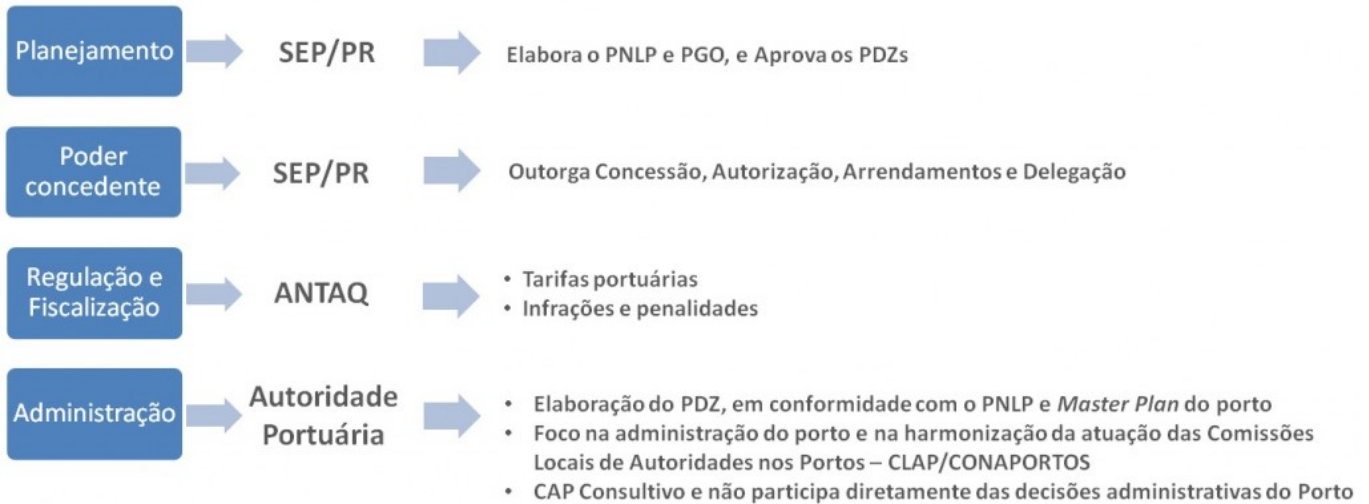 Planejamento
SEP/PR
Elabora o PNLP e PGO, e Aprova os PDZs
Poder
concedente
SEP/PR
Outorga Concessão, Autorização, Arrendamentos e Delegação
Regulação e
Fiscalização
ANTAQ
• Tarifas portuárias
• Infrações e penalidades
Administração
Autoridade
Portuária
• Elaboração do PDZ, em conformidade com o PNLP e Master Plan do porto
• Foco na administração do porto e na harmonização da atuação das Comissões
Locais de Autoridades nos Portos – CLAP/CONAPORTOS
• CAP Consultivo e não participa diretamente das decisões administrativas do Porto